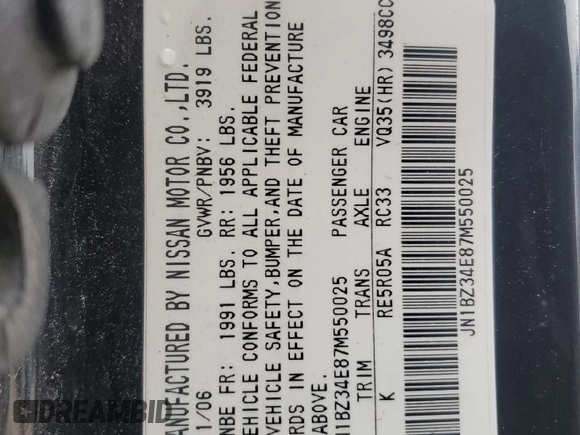 MANUFACTURED BY NISSAN MOTOR CO.,LTD.
1/06 GVWR/PNBV: 3919 LBS.
NBE FR: 1991 LBS. RR: 1956 LBS.
VEHICLE CONFORMS TO ALL APPLICABLE FEDERAL
VEHICLE SAFETY,BUMPER,AND THEFT PREVENTION
RDS IN EFFECT ON THE DATE OF MANUFACTURE
ABOVE.
N1BZ34E87M550025 PASSENGER CAR
TRIM TRANS AXLE ENGINE
K RE5R05A RC33 VQ35(HR) 3498CC
JN1BZ34E87M550025
DREAMBID